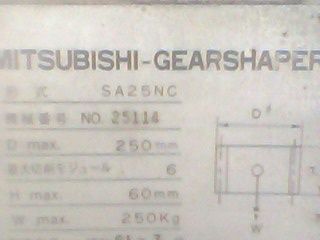 MITSUBISHI-GEARSHAPER
形式 SA25NC
機械番号 NO. 25114
D max. 250mm
最大切削モジュール 6
H max. 60mm
W max. 250Kg
D
W